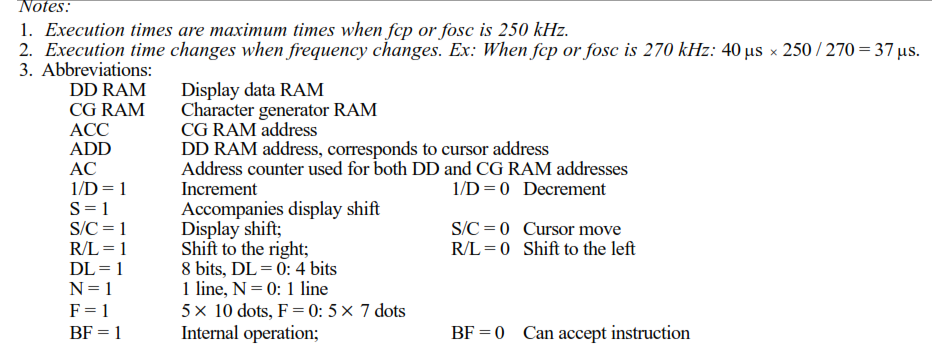 Notes:
1. Execution times are maximum times when fcp or fosc is 250 kHz.
2. Execution time changes when frequency changes. Ex: When fcp or fosc is 270 kHz: 40 µs × 250 / 270 = 37 µs.
3. Abbreviations:
DD RAM Display data RAM
CG RAM Character generator RAM
ACC CG RAM address
ADD DD RAM address, corresponds to cursor address
AC Address counter used for both DD and CG RAM addresses
1/D = 1 Increment 1/D = 0 Decrement
S = 1 Accompanies display shift
S/C = 1 Display shift; S/C = 0 Cursor move
R/L = 1 Shift to the right; R/L = 0 Shift to the left
DL = 1 8 bits, DL = 0: 4 bits
N = 1 1 line, N = 0: 1 line
F = 1 5 × 10 dots, F = 0: 5 × 7 dots
BF = 1 Internal operation; BF = 0 Can accept instruction